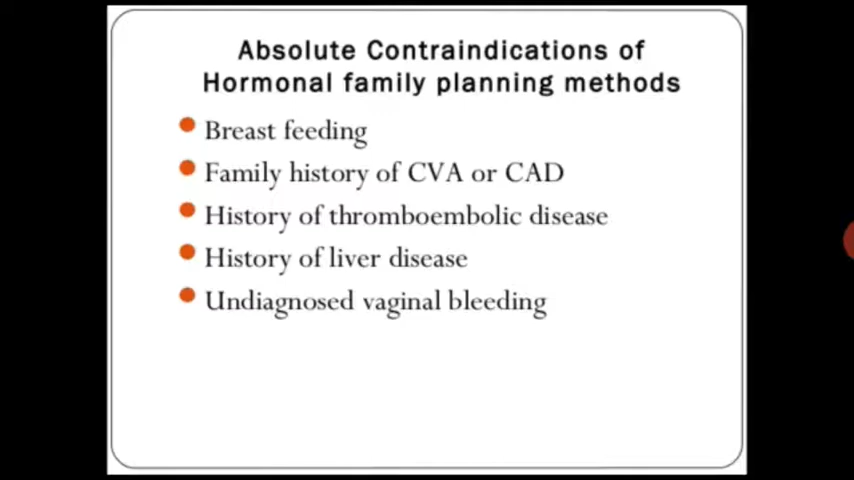 Absolute Contraindications of
Hormonal family planning methods
Breast feeding
Family history of CVA or CAD
History of thromboembolic disease
History of liver disease
Undiagnosed vaginal bleeding